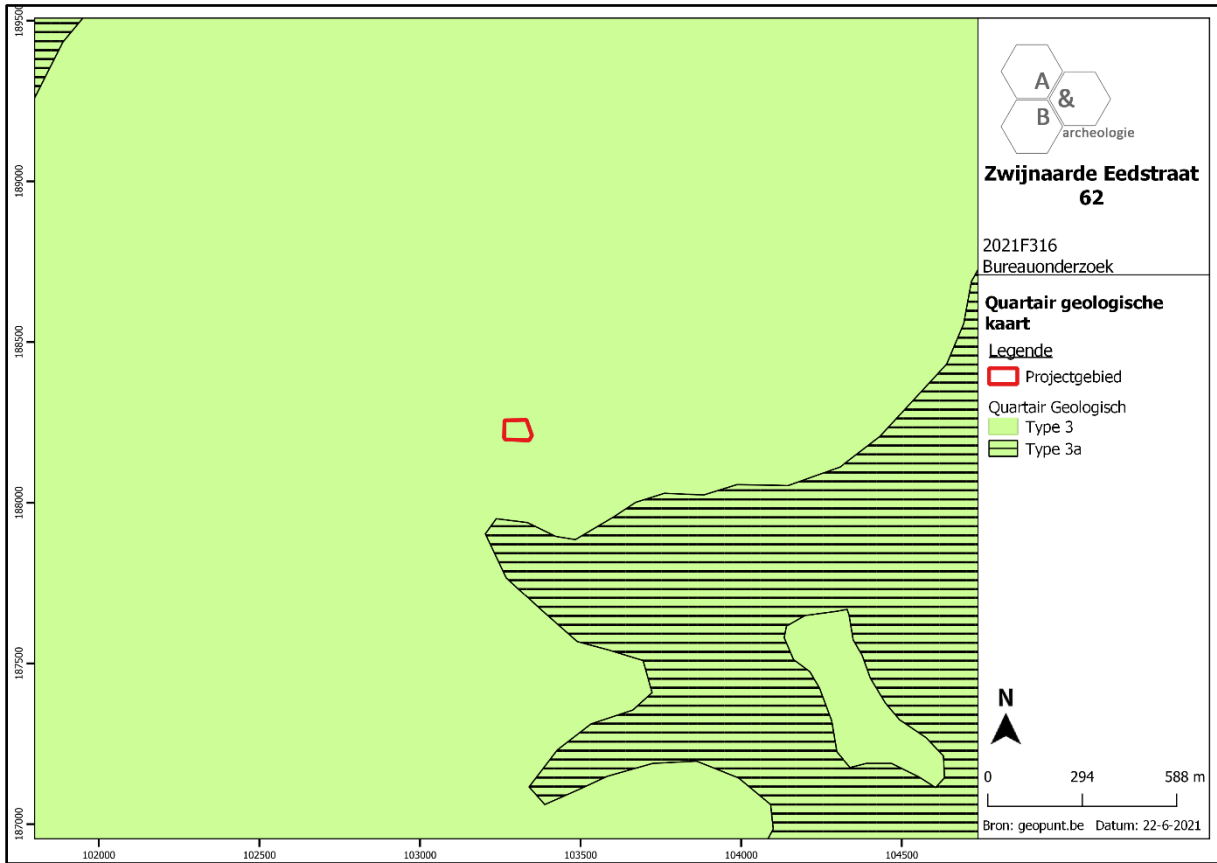 189500
189000
188500
188000
187500
187000
102000
102500
103000
103500
104000
104500
A
&
B
archeologie
Zwijnaarde Eedstraat
62
2021F316
Bureauonderzoek
Quartair geologische
kaart
Legende
Projectgebied
Quartair Geologisch
Type 3
Type 3a
N
0 294 588 m
Bron: geopunt.be Datum: 22-6-2021